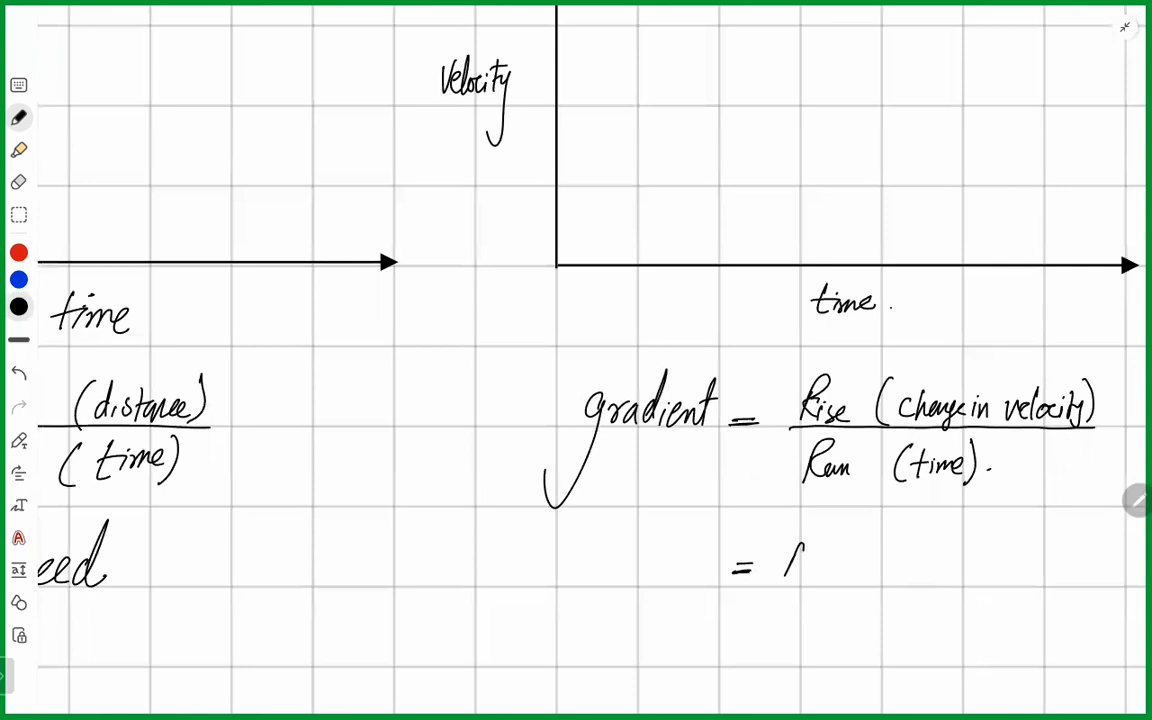 Velocity
time
time.
(distance)
(time)
gradient = Rise (change in velocity)
Run (time).
eed
=